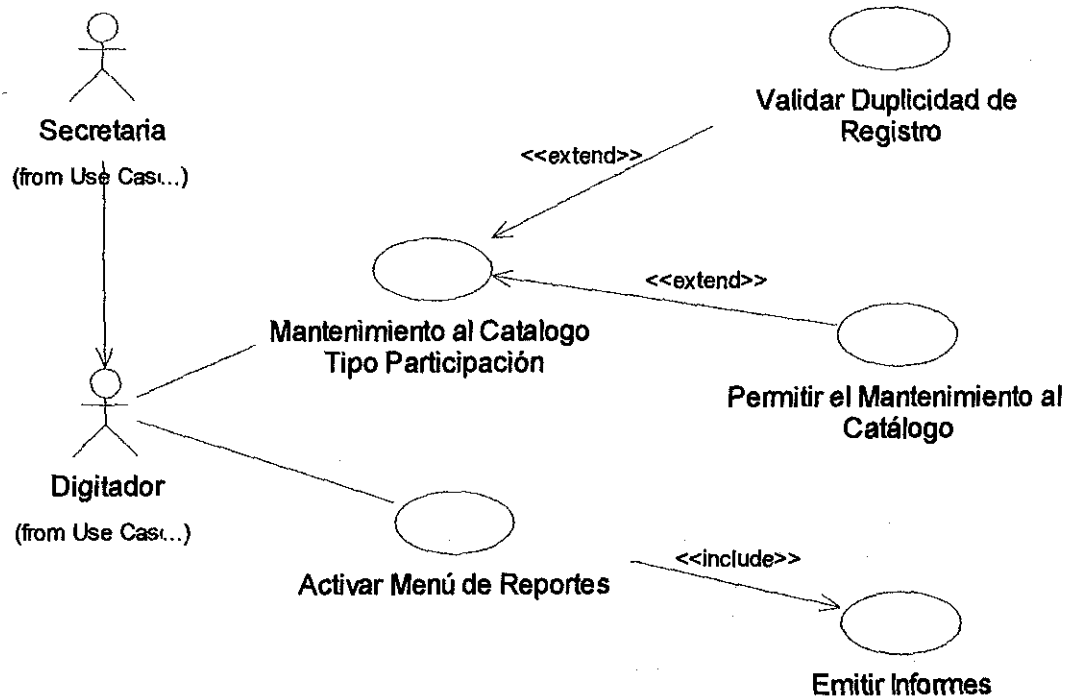 Secretaria
(from Use Cas...)
Validar Duplicidad de
Registro
<<extend>>
<<extend>>
Mantenimiento al Catalogo
Tipo Participación
Permitir el Mantenimiento al
Catálogo
Digitador
(from Use Cas...)
Activar Menú de Reportes
<<include>>
Emitir Informes